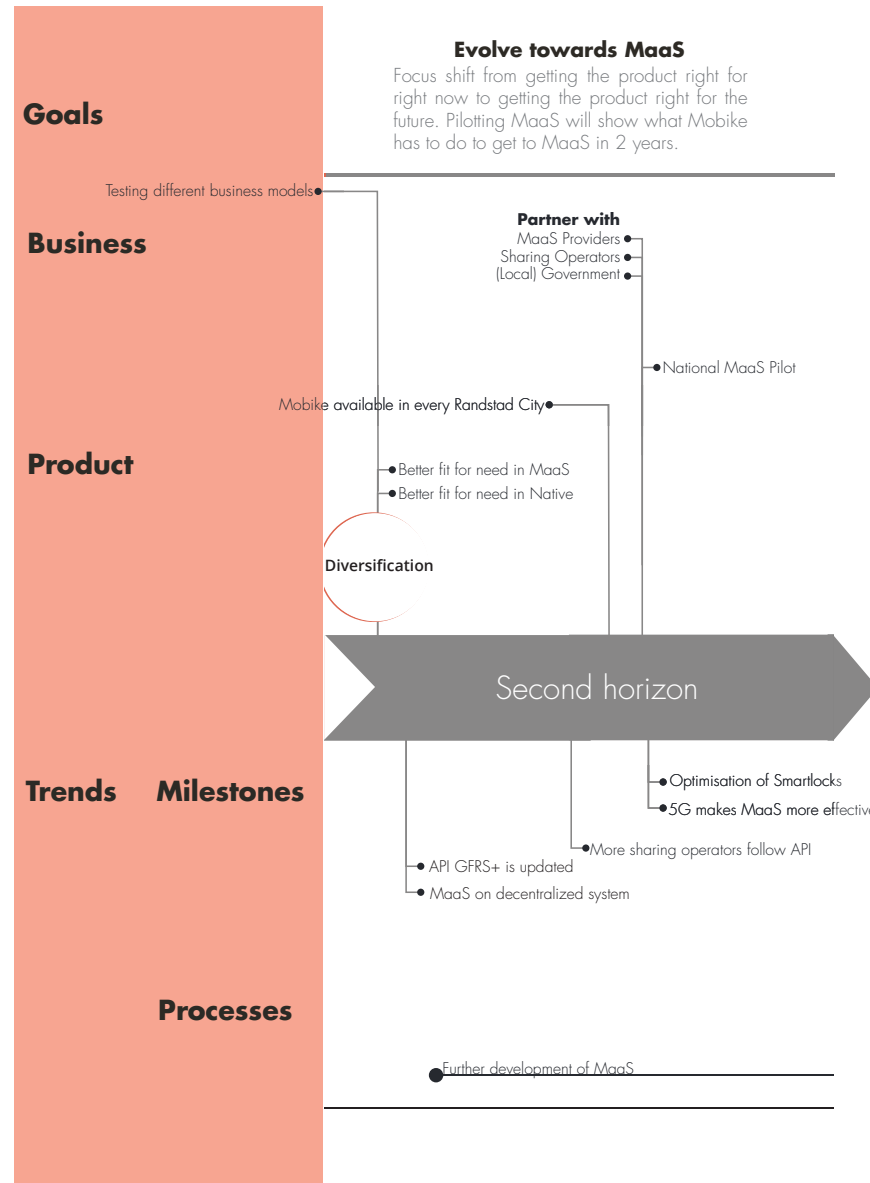 Evolve towards MaaS
Focus shift from getting the product right for
right now to getting the product right for the
future. Pilotting MaaS will show what Mobike
has to do to get to MaaS in 2 years.
Goals
Testing different business models
Business
Partner with
MaaS Providers
Sharing Operators
(Local) Government
National MaaS Pilot
Mobike available in every Randstad City
Product
Better fit for need in MaaS
Better fit for need in Native
Diversification
Second horizon
Trends
Milestones
Optimisation of Smartlocks
5G makes MaaS more effective
More sharing operators follow API
API GFRS+ is updated
MaaS on decentralized system
Processes
Further development of MaaS